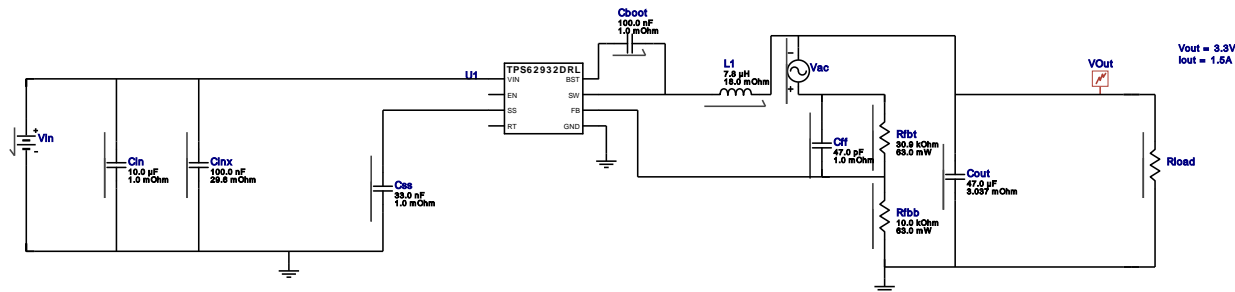 Cboot
100.0 nF
1.0 mOhm
Vout = 3.3V
Iout = 1.5A
U1
TPS62932DRL
VIN
BST
EN
SW
SS
FB
RT
GND
L1
7.8 µH
18.0 mOhm
-
Vac
+
VOut
+
Vin
-
Cin
10.0 µF
1.0 mOhm
Cinx
100.0 nF
29.8 mOhm
Css
33.0 nF
1.0 mOhm
Cff
47.0 pF
1.0 mOhm
Rfbt
30.9 kOhm
63.0 mW
Rfbb
10.0 kOhm
63.0 mW
Cout
47.0 µF
3.037 mOhm
Rload